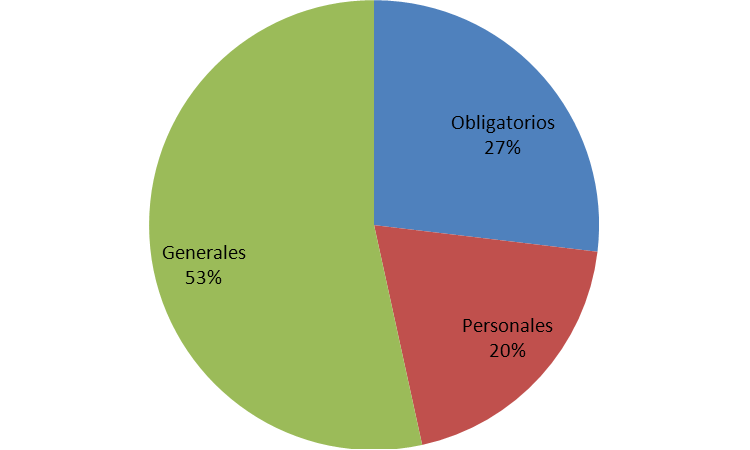 Obligatorios
27%
Generales
53%
Personales
20%